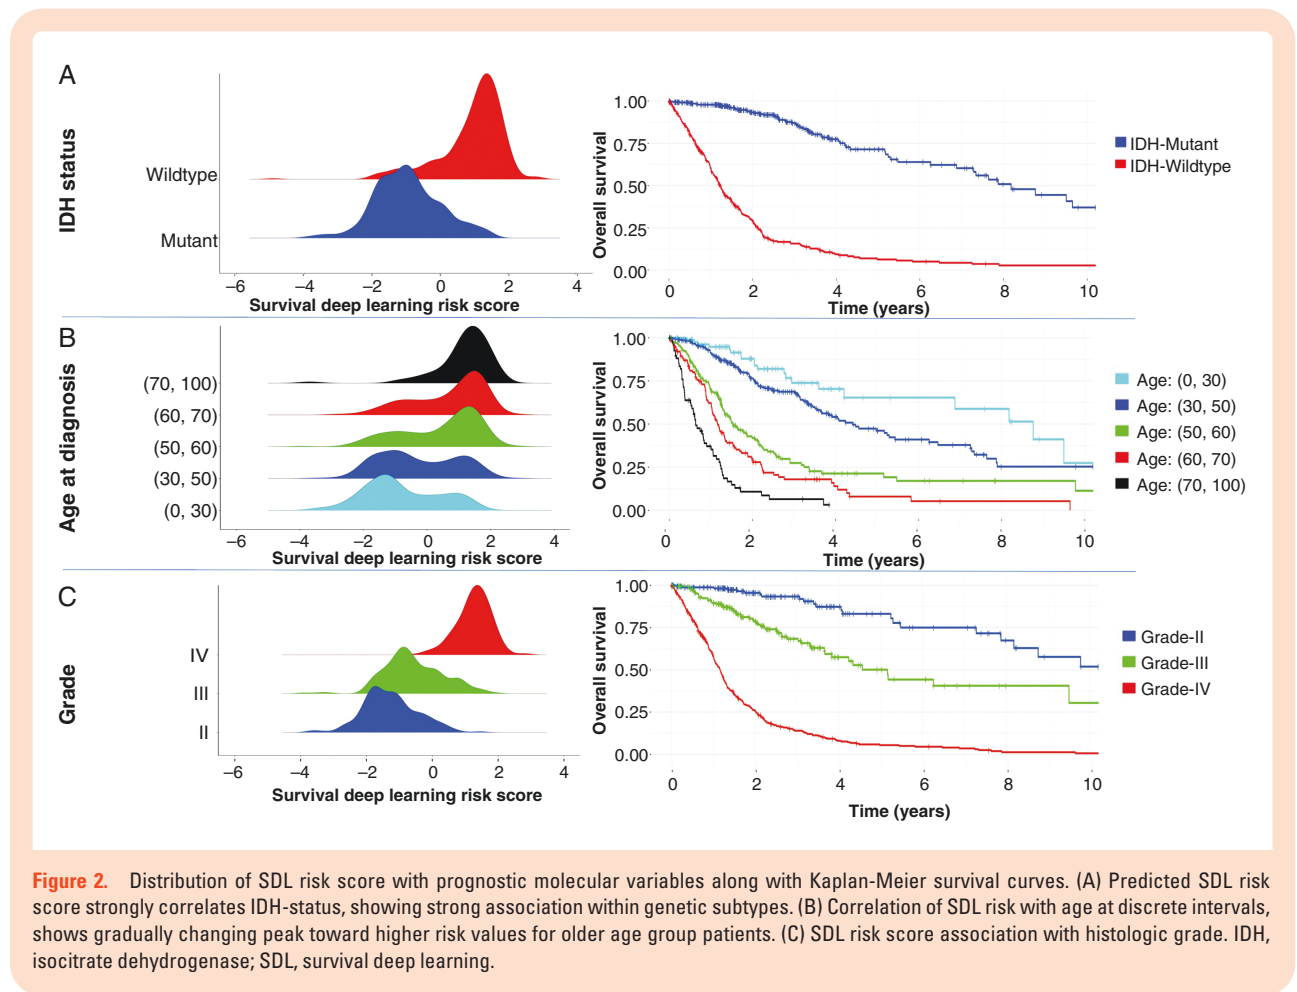 A
IDH status
Wildtype
Mutant
−6 −4 −2 0 2 4
Survival deep learning risk score
Overall survival
1.00
0.75
0.50
0.25
0.00
0 2 4 6 8 10
Time (years)
IDH-Mutant
IDH-Wildtype
B
Age at diagnosis
(70, 100)
(60, 70)
(50, 60)
(30, 50)
(0, 30)
−6 −4 −2 0 2 4
Survival deep learning risk score
Overall survival
1.00
0.75
0.50
0.25
0.00
0 2 4 6 8 10
Time (years)
Age: (0, 30)
Age: (30, 50)
Age: (50, 60)
Age: (60, 70)
Age: (70, 100)
C
Grade
IV
III
II
−6 −4 −2 0 2 4
Survival deep learning risk score
Overall survival
1.00
0.75
0.50
0.25
0.00
0 2 4 6 8 10
Time (years)
Grade-II
Grade-III
Grade-IV
Figure 2. Distribution of SDL risk score with prognostic molecular variables along with Kaplan-Meier survival curves. (A) Predicted SDL risk
score strongly correlates IDH-status, showing strong association within genetic subtypes. (B) Correlation of SDL risk with age at discrete intervals,
shows gradually changing peak toward higher risk values for older age group patients. (C) SDL risk score association with histologic grade. IDH,
isocitrate dehydrogenase; SDL, survival deep learning.